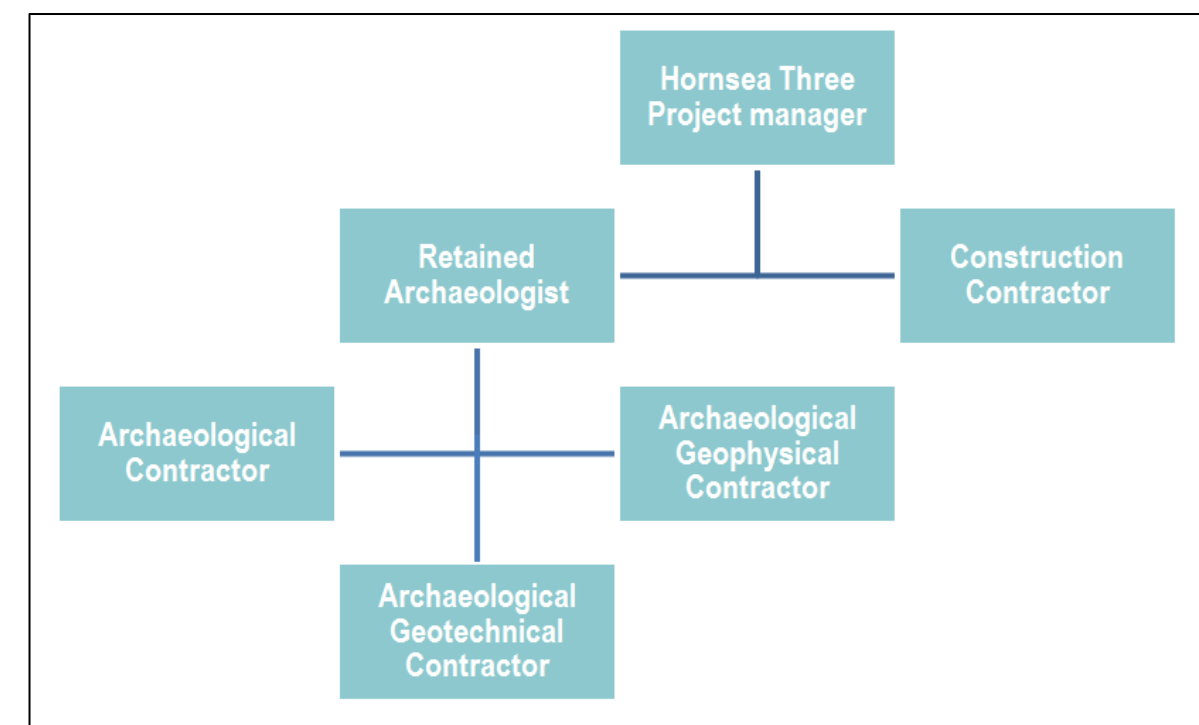 Hornsea Three
Project manager
Retained
Archaeologist
Construction
Contractor
Archaeological
Contractor
Archaeological
Geophysical
Contractor
Archaeological
Geotechnical
Contractor